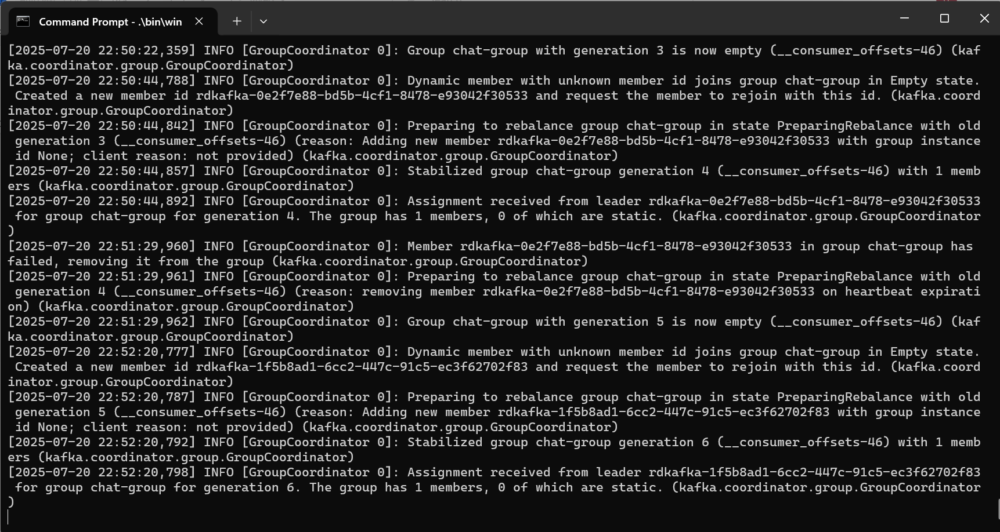 Command Prompt - .\bin\win
[2025-07-20 22:50:22,359] INFO [GroupCoordinator 0]: Group chat-group with generation 3 is now empty (__consumer_offsets-46) (kaf
ka.coordinator.group.GroupCoordinator)
[2025-07-20 22:50:44,788] INFO [GroupCoordinator 0]: Dynamic member with unknown member id joins group chat-group in Empty state.
 Created a new member id rdkafka-0e2f7e88-bd5b-4cf1-8478-e93042f30533 and request the member to rejoin with this id. (kafka.coord
inator.group.GroupCoordinator)
[2025-07-20 22:50:44,842] INFO [GroupCoordinator 0]: Preparing to rebalance group chat-group in state PreparingRebalance with old
 generation 3 (__consumer_offsets-46) (reason: Adding new member rdkafka-0e2f7e88-bd5b-4cf1-8478-e93042f30533 with group instance
 id None; client reason: not provided) (kafka.coordinator.group.GroupCoordinator)
[2025-07-20 22:50:44,857] INFO [GroupCoordinator 0]: Stabilized group chat-group generation 4 (__consumer_offsets-46) with 1 memb
ers (kafka.coordinator.group.GroupCoordinator)
[2025-07-20 22:50:44,892] INFO [GroupCoordinator 0]: Assignment received from leader rdkafka-0e2f7e88-bd5b-4cf1-8478-e93042f30533
 for group chat-group for generation 4. The group has 1 members, 0 of which are static. (kafka.coordinator.group.GroupCoordinator
)
[2025-07-20 22:51:29,960] INFO [GroupCoordinator 0]: Member rdkafka-0e2f7e88-bd5b-4cf1-8478-e93042f30533 in group chat-group has
failed, removing it from the group (kafka.coordinator.group.GroupCoordinator)
[2025-07-20 22:51:29,961] INFO [GroupCoordinator 0]: Preparing to rebalance group chat-group in state PreparingRebalance with old
 generation 4 (__consumer_offsets-46) (reason: removing member rdkafka-0e2f7e88-bd5b-4cf1-8478-e93042f30533 on heartbeat expirati
on) (kafka.coordinator.group.GroupCoordinator)
[2025-07-20 22:51:29,962] INFO [GroupCoordinator 0]: Group chat-group with generation 5 is now empty (__consumer_offsets-46) (kaf
ka.coordinator.group.GroupCoordinator)
[2025-07-20 22:52:20,777] INFO [GroupCoordinator 0]: Dynamic member with unknown member id joins group chat-group in Empty state.
 Created a new member id rdkafka-1f5b8ad1-6cc2-447c-91c5-ec3f62702f83 and request the member to rejoin with this id. (kafka.coord
inator.group.GroupCoordinator)
[2025-07-20 22:52:20,787] INFO [GroupCoordinator 0]: Preparing to rebalance group chat-group in state PreparingRebalance with old
 generation 5 (__consumer_offsets-46) (reason: Adding new member rdkafka-1f5b8ad1-6cc2-447c-91c5-ec3f62702f83 with group instance
 id None; client reason: not provided) (kafka.coordinator.group.GroupCoordinator)
[2025-07-20 22:52:20,792] INFO [GroupCoordinator 0]: Stabilized group chat-group generation 6 (__consumer_offsets-46) with 1 memb
ers (kafka.coordinator.group.GroupCoordinator)
[2025-07-20 22:52:20,798] INFO [GroupCoordinator 0]: Assignment received from leader rdkafka-1f5b8ad1-6cc2-447c-91c5-ec3f62702f83
 for group chat-group for generation 6. The group has 1 members, 0 of which are static. (kafka.coordinator.group.GroupCoordinator
)